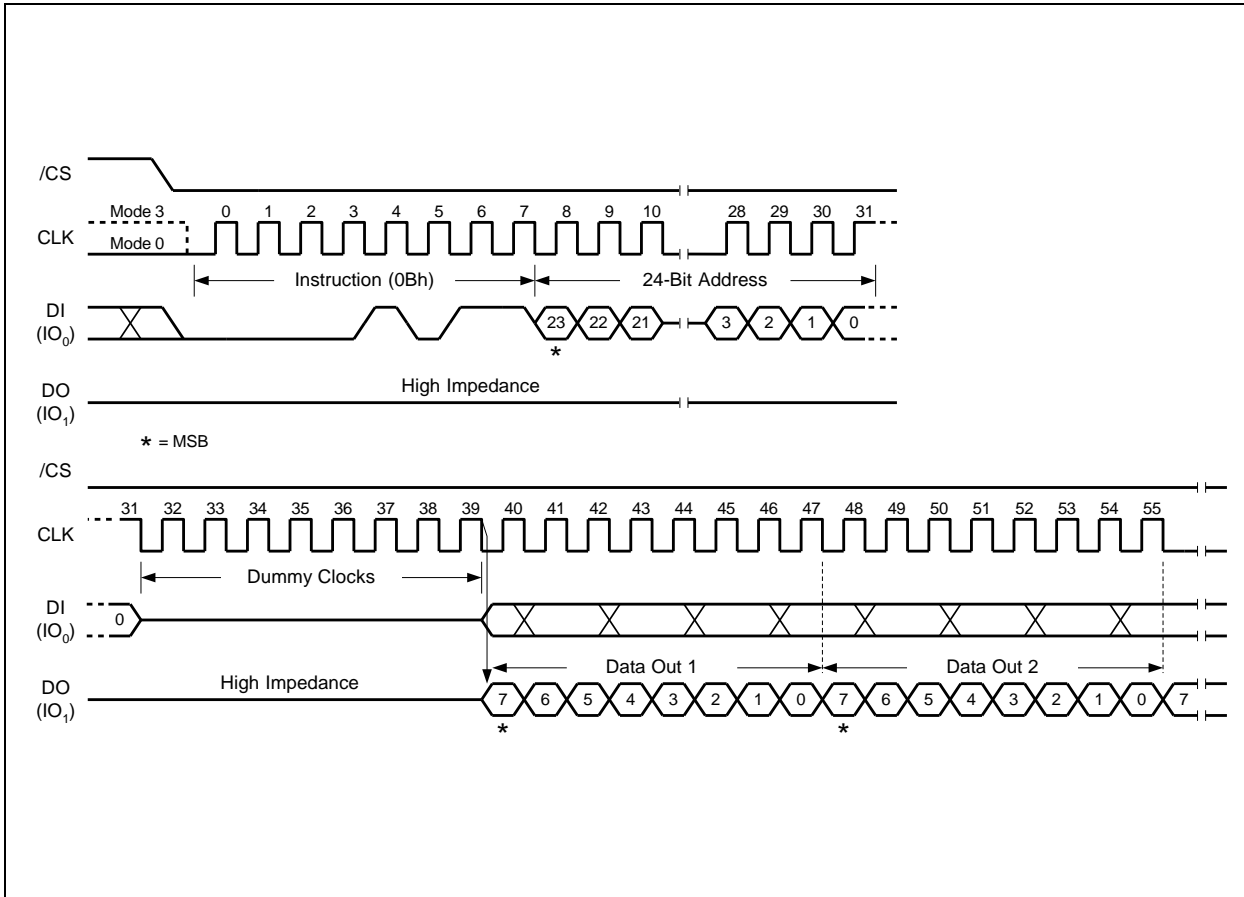 /CS
Mode 3 0 1 2 3 4 5 6 7 8 9 10 28 29 30 31
CLK
Mode 0
Instruction (0Bh) 24-Bit Address
DI
(IO0) 23 22 21 3 2 1 0
*
DO High Impedance
(IO1)
* = MSB
/CS
31 32 33 34 35 36 37 38 39 40 41 42 43 44 45 46 47 48 49 50 51 52 53 54 55
CLK
Dummy Clocks
DI
(IO0) 0
Data Out 1 Data Out 2
DO High Impedance
(IO1) 7 6 5 4 3 2 1 0 7 6 5 4 3 2 1 0 7
* *